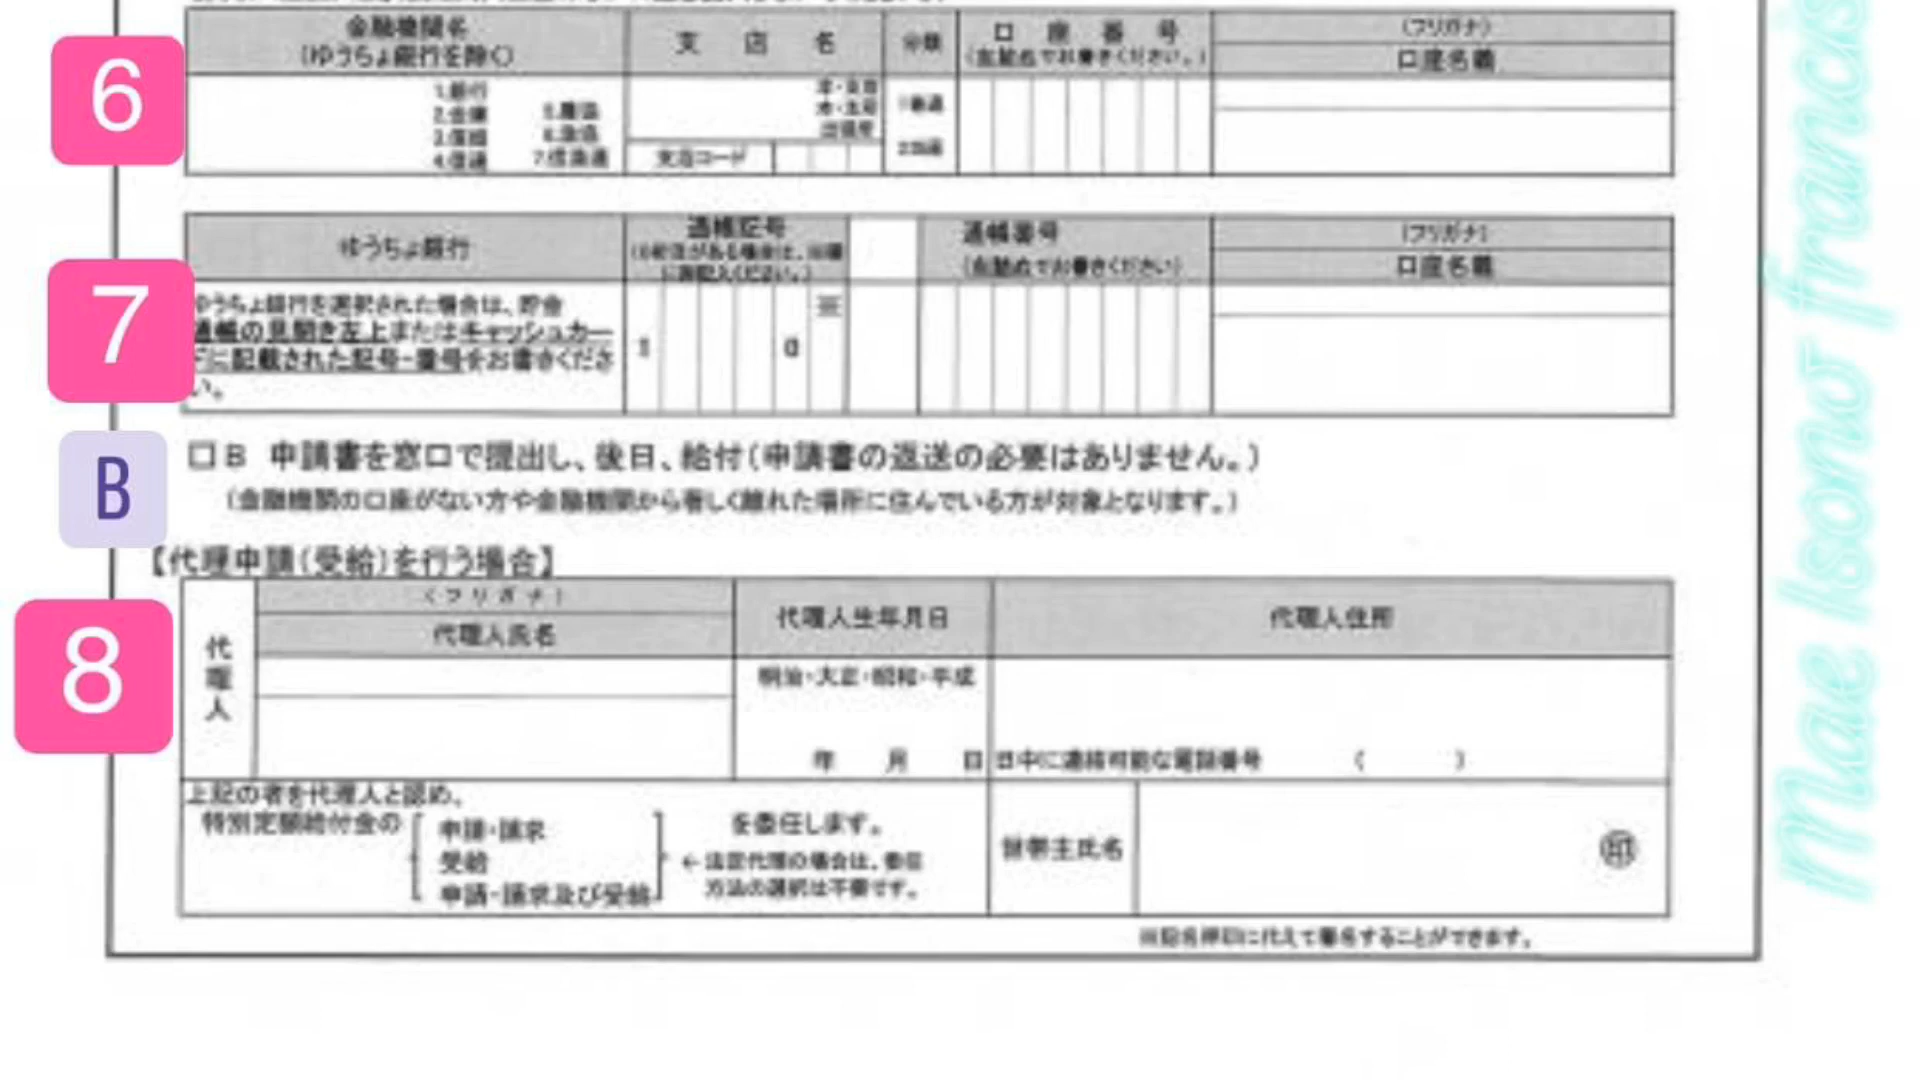 6
金融機関名
(ゆうちょ銀行を除く)
支 店 名
分類
口 座 番 号
(右詰めでお書きください。)
(フリガナ)
口座名義
1.銀行
2.金庫
3.信組
4.信連
5.農協
6.漁協
7.信漁連
本・支店
本・支所
出張所
支店コード
1普通
2当座
7
ゆうちょ銀行
通帳記号
(6桁目がある場合は、※欄
にご記入ください。)
通帳番号
(右詰めでお書きください)
(フリガナ)
口座名義
ゆうちょ銀行を選択された場合は、貯金
通帳の見開き左上またはキャッシュカー
ドに記載された記号・番号をお書きくださ
い。
1
0
※
B
□ B 申請書を窓口で提出し、後日、給付(申請書の返送の必要はありません。)
(金融機関の口座がない方や金融機関から著しく離れた場所に住んでいる方が対象となります。)
【代理申請(受給)を行う場合】
8
代理人
(フリガナ)
代理人氏名
代理人生年月日
代理人住所
明治・大正・昭和・平成
年 月 日
日中に連絡可能な電話番号 ( )
上記の者を代理人と認め、
特別定額給付金の
申請・請求
受給
申請・請求及び受給
を委任します。
←法定代理の場合は、委任
方法の選択は不要です。
世帯主氏名
印
※記名押印に代えて署名することができます。
Mae Isono francis